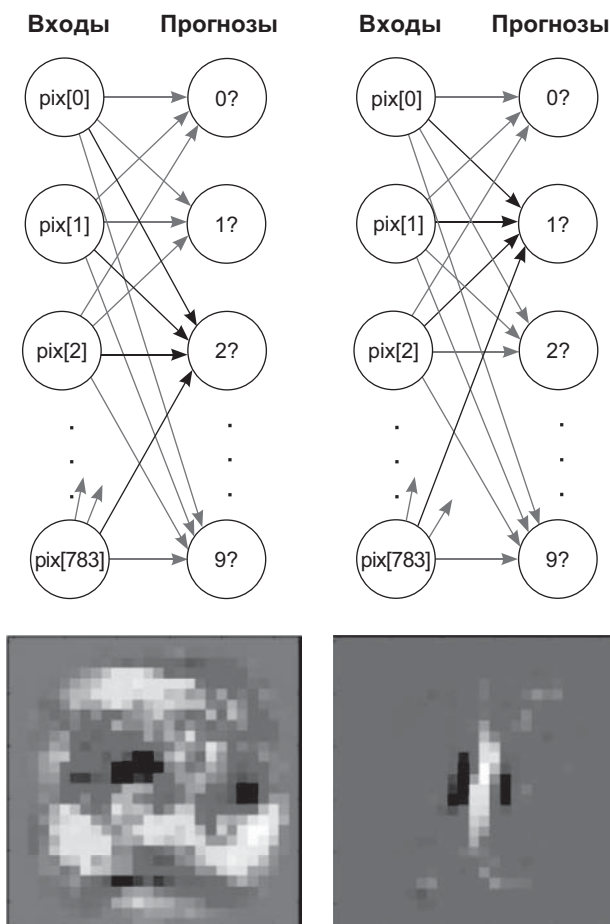 Входы Прогнозы Входы Прогнозы
pix[0] 0? pix[0] 0?
pix[1] 1? pix[1] 1?
pix[2] 2? pix[2] 2?
pix[783] 9? pix[783] 9?